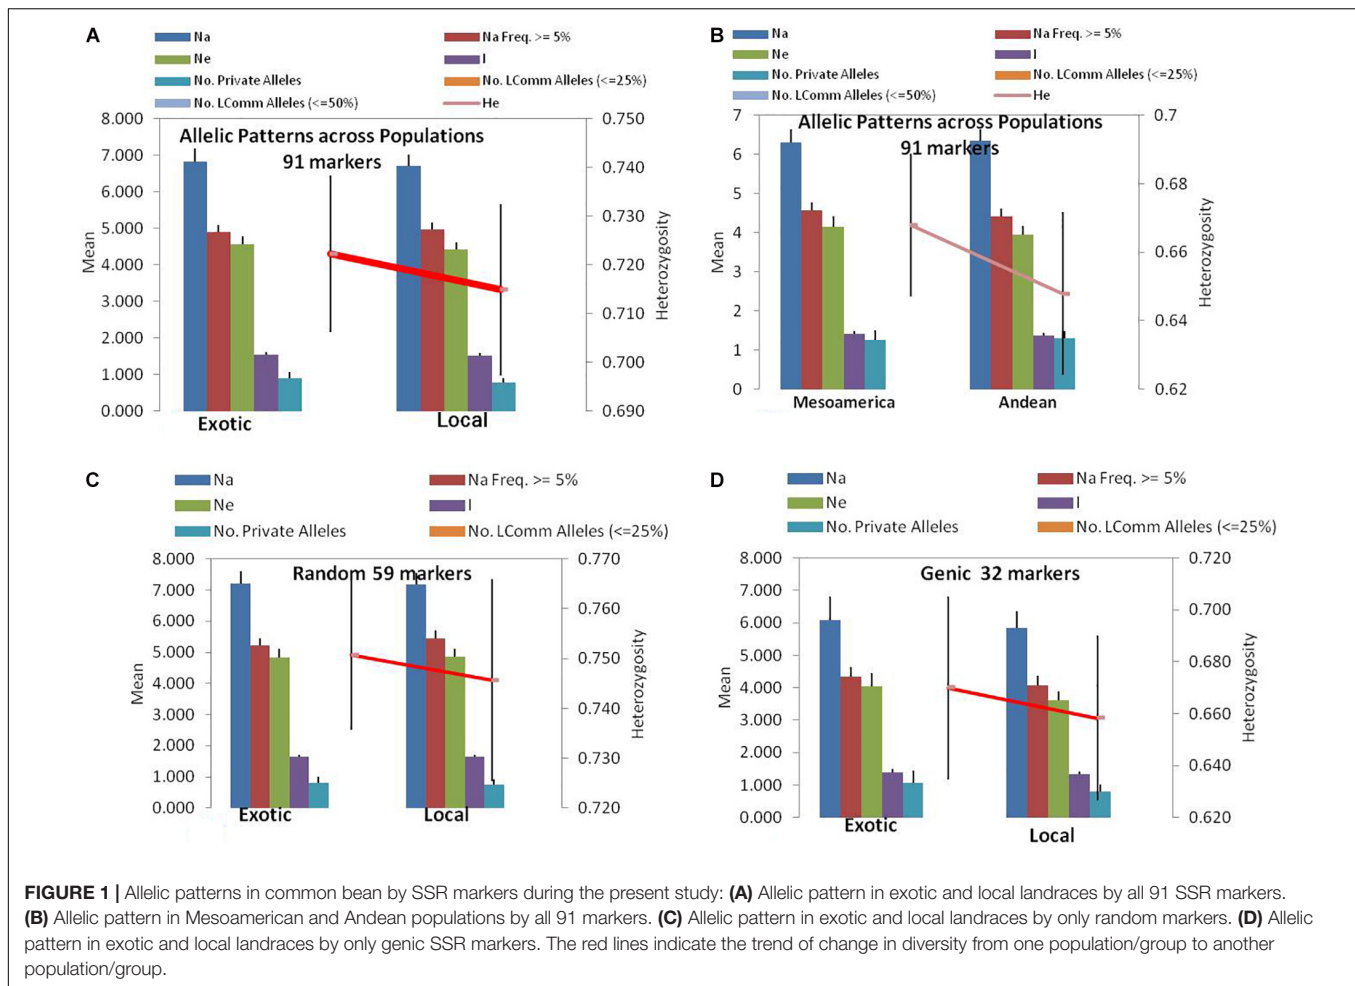 A
Na
Na Freq. >= 5%
Ne
I
No. Private Alleles
No. LComm Alleles (<=25%)
No. LComm Alleles (<=50%)
He
Allelic Patterns across Populations
91 markers
8.000
7.000
6.000
5.000
4.000
3.000
2.000
1.000
0.000
Mean
0.750
0.740
0.730
0.720
0.710
0.700
0.690
Heterozygosity
Exotic
Local
B
Na
Na Freq. >= 5%
Ne
I
No. Private Alleles
No. LComm Alleles (<=25%)
No. LComm Alleles (<=50%)
He
Allelic Patterns across Populations
91 markers
7
6
5
4
3
2
1
0
Mean
0.7
0.68
0.66
0.64
0.62
Heterozygosity
Mesoamerica
Andean
C
Na
Na Freq. >= 5%
Ne
I
No. Private Alleles
No. LComm Alleles (<=25%)
Random 59 markers
8.000
7.000
6.000
5.000
4.000
3.000
2.000
1.000
0.000
Mean
0.770
0.760
0.750
0.740
0.730
0.720
Heterozygosity
Exotic
Local
D
Na
Na Freq. >= 5%
Ne
I
No. Private Alleles
No. LComm Alleles (<=25%)
Genic 32 markers
8.000
7.000
6.000
5.000
4.000
3.000
2.000
1.000
0.000
Mean
0.720
0.700
0.680
0.660
0.640
0.620
Heterozygosity
Exotic
Local
FIGURE 1 | Allelic patterns in common bean by SSR markers during the present study: (A) Allelic pattern in exotic and local landraces by all 91 SSR markers.
(B) Allelic pattern in Mesoamerican and Andean populations by all 91 markers. (C) Allelic pattern in exotic and local landraces by only random markers. (D) Allelic
pattern in exotic and local landraces by only genic SSR markers. The red lines indicate the trend of change in diversity from one population/group to another
population/group.